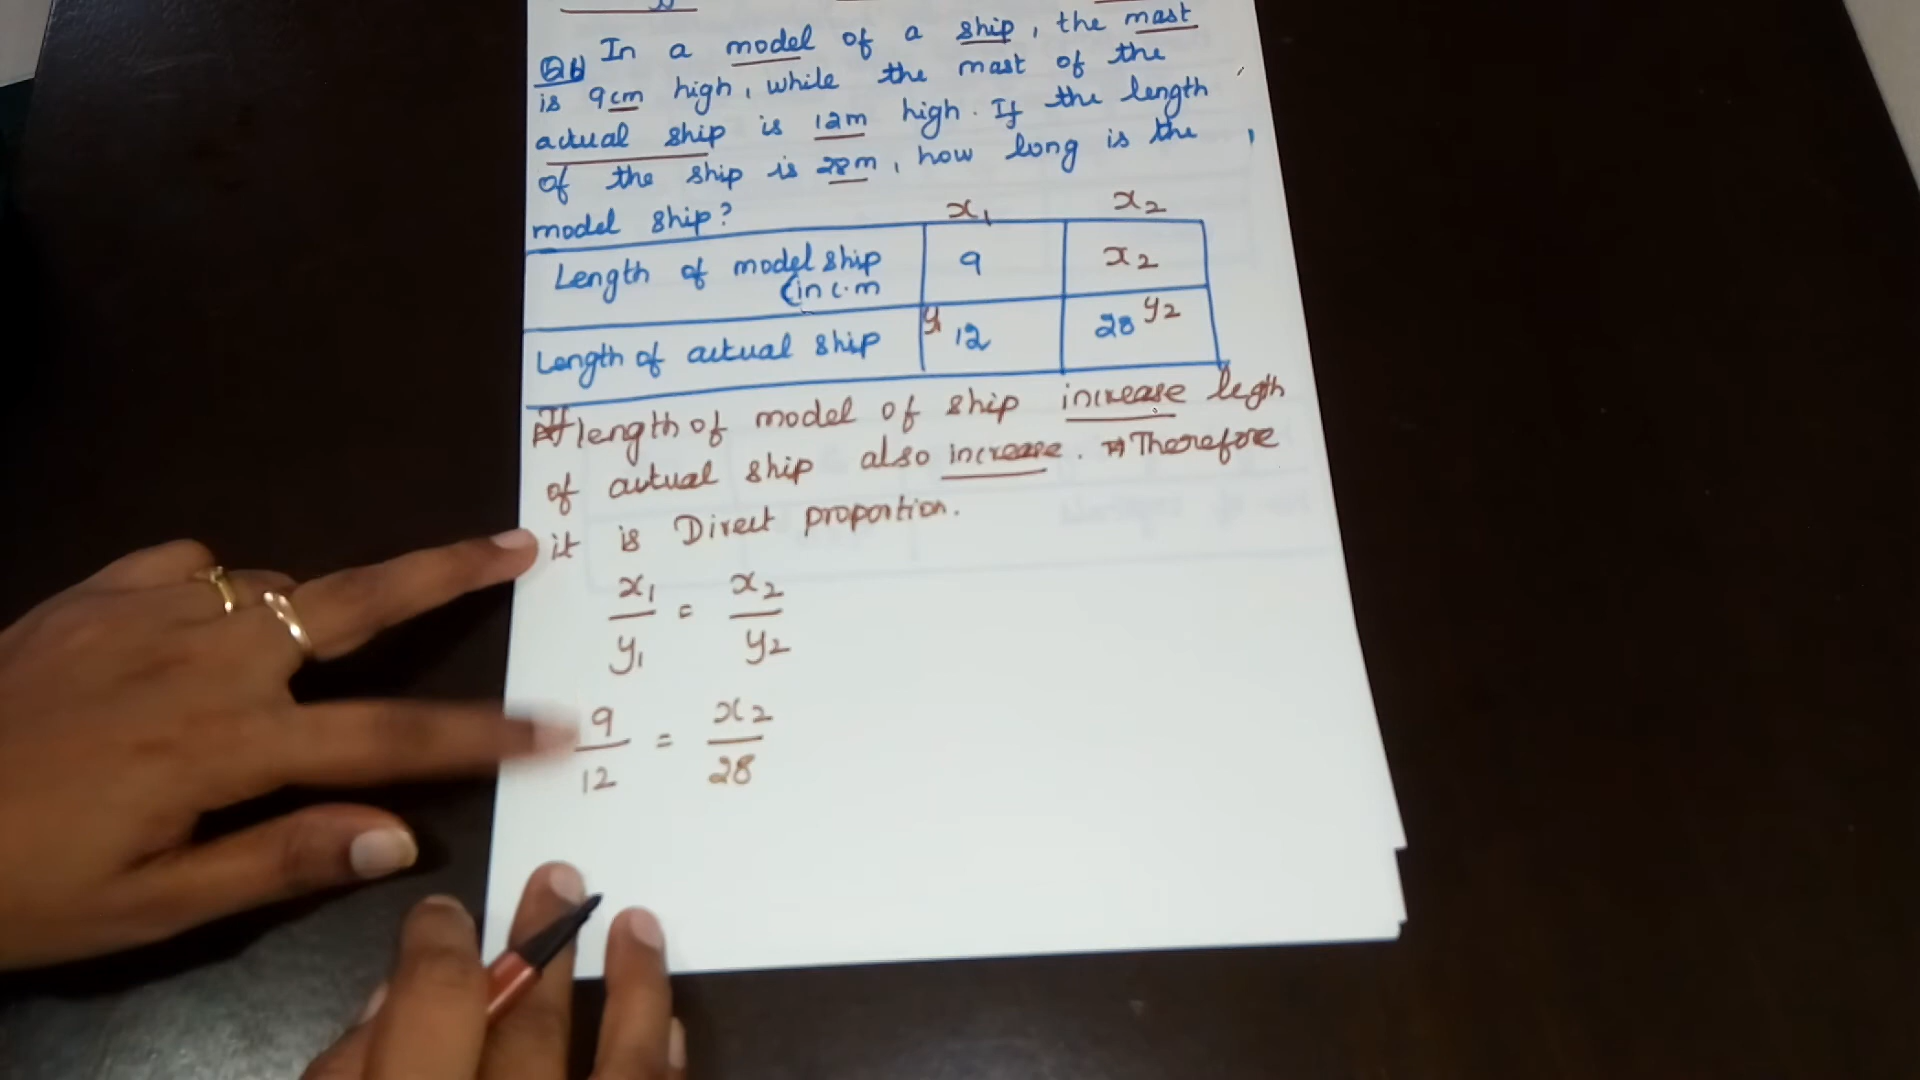 Q6) In a model of a ship, the mast
is 9cm high, while the mast of the
actual ship is 12m high. If the length
of the ship is 28m, how long is the
model ship?
x₁ x₂
Length of model ship 9 x₂
(in c.m
Length of actual ship y₁ 12 28 y₂
If length of model of ship increase legth
of actual ship also increase. Therefore
it is Direct proportion.
x₁/y₁ = x₂/y₂
9/12 = x₂/28